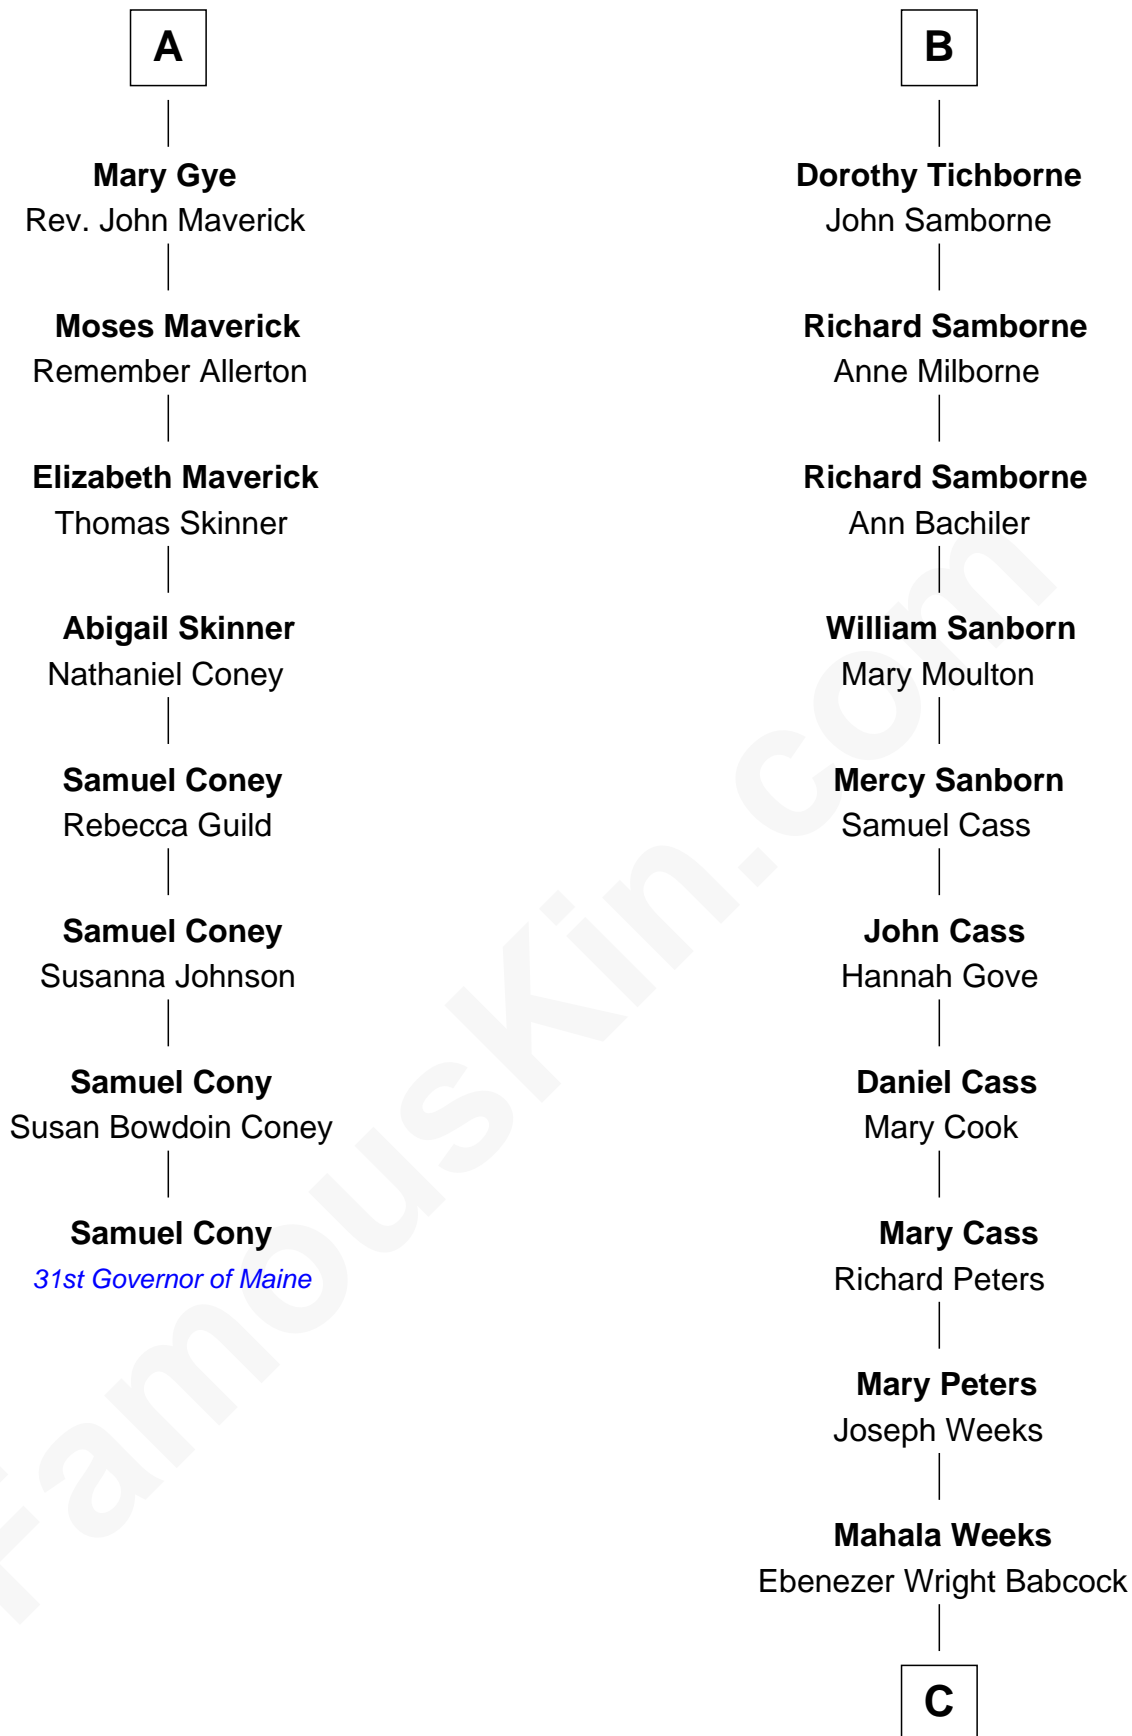 A
Mary Gye
Rev. John Maverick
Moses Maverick
Remember Allerton
Elizabeth Maverick
Thomas Skinner
Abigail Skinner
Nathaniel Coney
Samuel Coney
Rebecca Guild
Samuel Coney
Susanna Johnson
Samuel Cony
Susan Bowdoin Coney
Samuel Cony
31st Governor of Maine
B
Dorothy Tichborne
John Samborne
Richard Samborne
Anne Milborne
Richard Samborne
Ann Bachiler
William Sanborn
Mary Moulton
Mercy Sanborn
Samuel Cass
John Cass
Hannah Gove
Daniel Cass
Mary Cook
Mary Cass
Richard Peters
Mary Peters
Joseph Weeks
Mahala Weeks
Ebenezer Wright Babcock
C
FamousKin.com